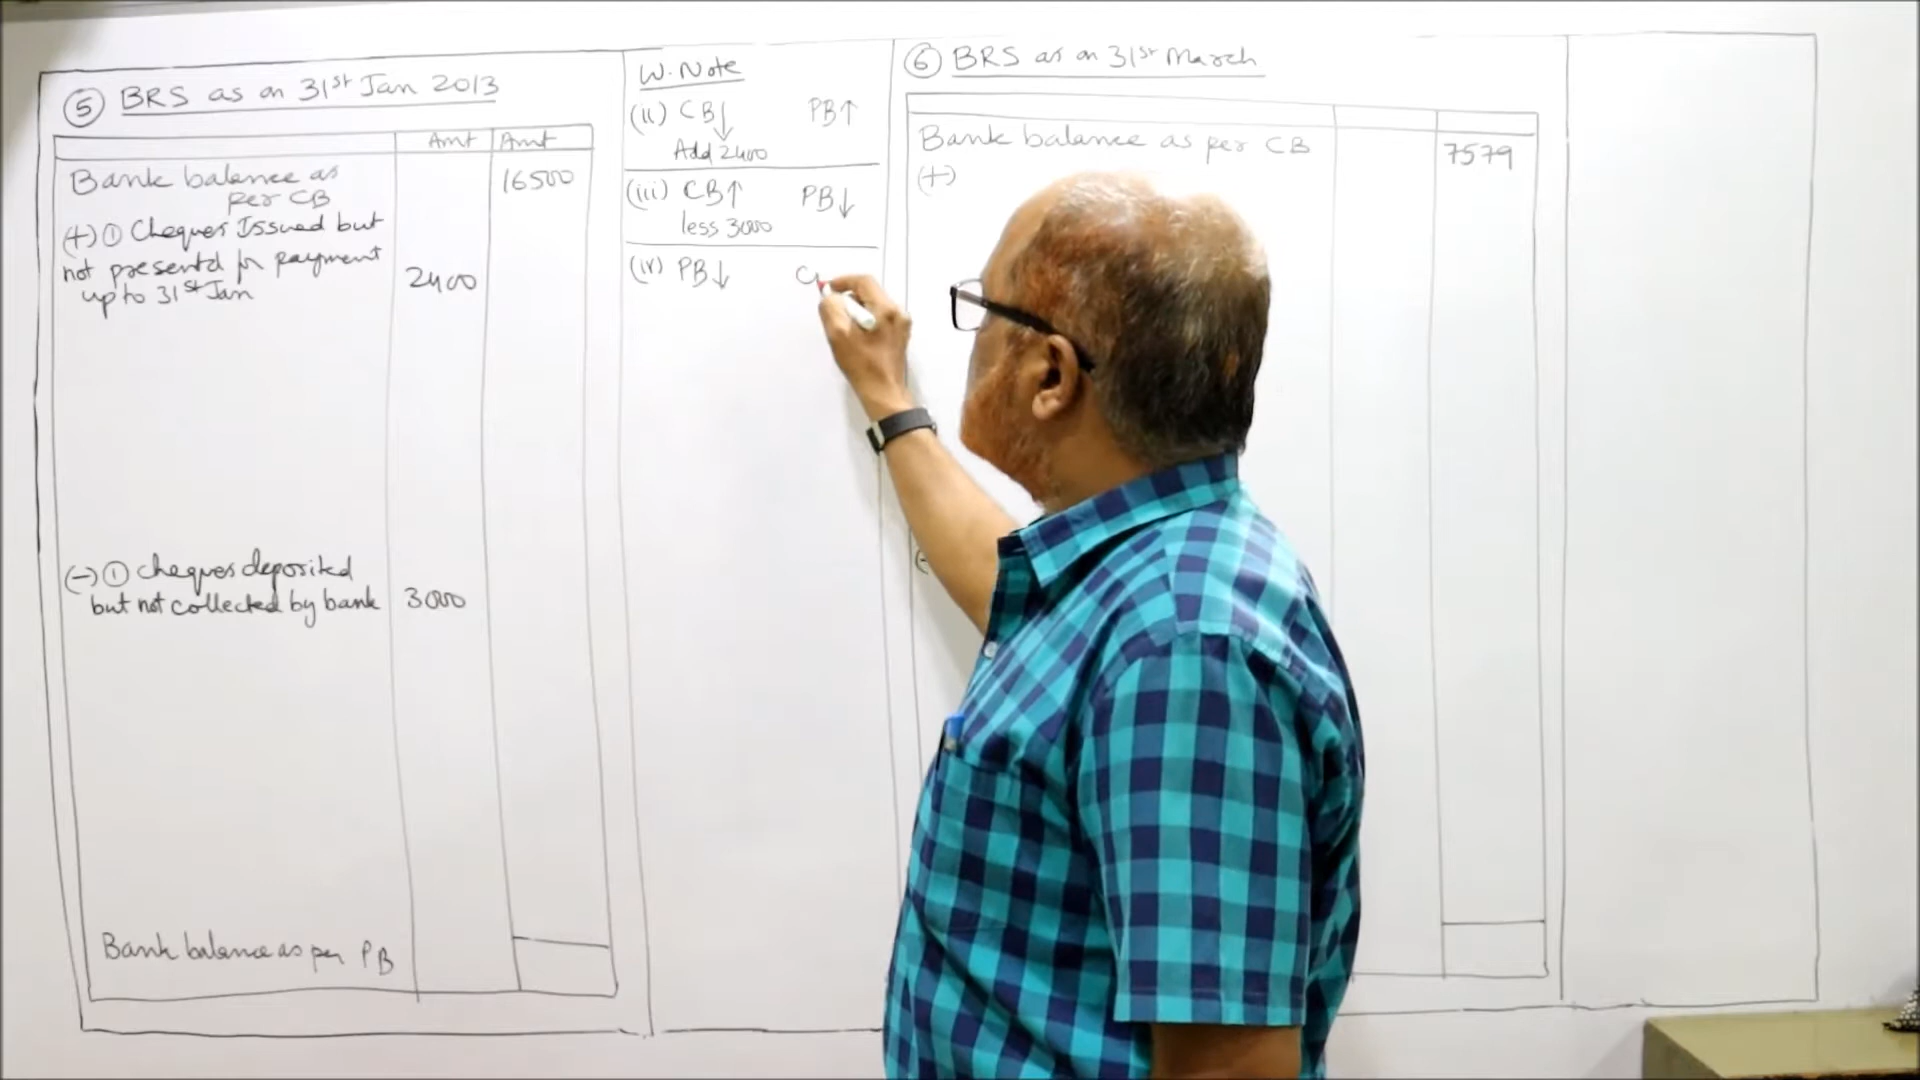 5 BRS as on 31st Jan 2013
Amt Amt
Bank balance as
per CB
16500
(+) 1 Cheques Issued but
not presentd for payment
up to 31st Jan
2400
(-) 1 cheques deposited
but not collected by bank
3000
Bank balance as per PB
W. Note
(ii) CB↓ PB↑
Add 2400
(iii) CB↑ PB↓
less 3000
(iv) PB↓ C
6 BRS as on 31st March
Bank balance as per CB
7579
(+)